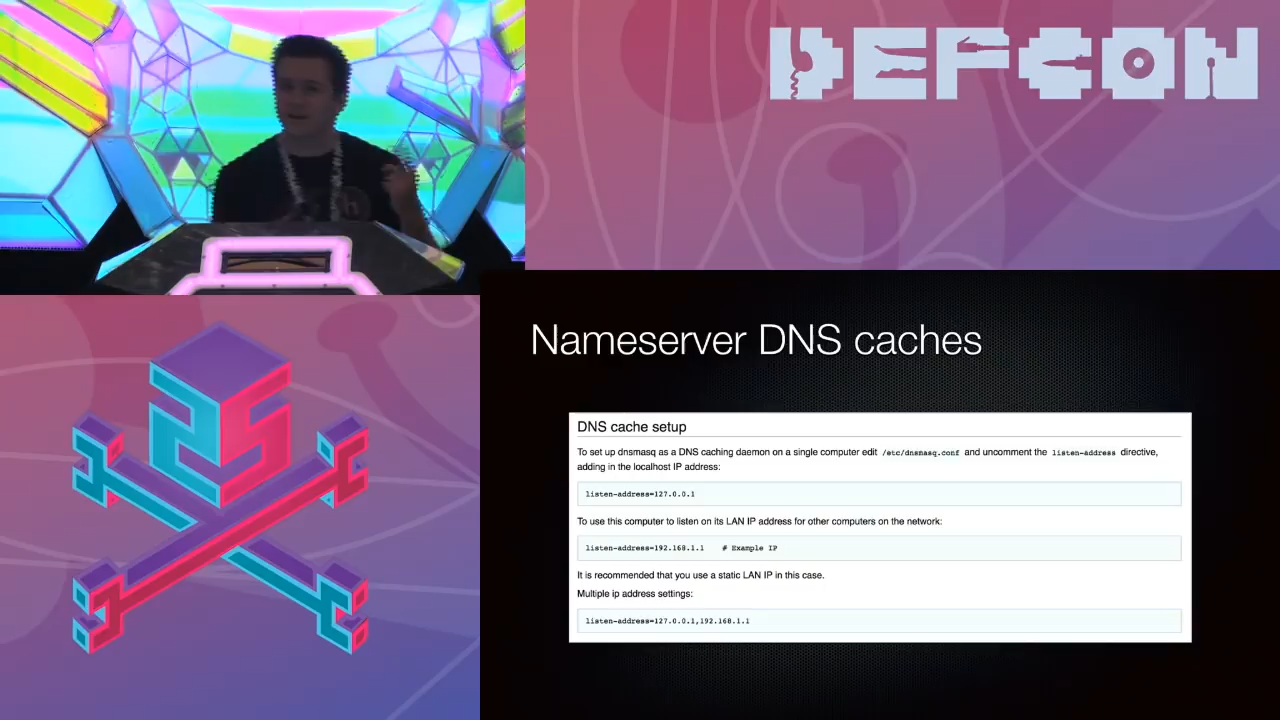 DEFCON
Nameserver DNS caches
DNS cache setup
To set up dnsmasq as a DNS caching daemon on a single computer edit /etc/dnsmasq.conf and uncomment the listen-address directive,
adding in the localhost IP address:
listen-address=127.0.0.1
To use this computer to listen on its LAN IP address for other computers on the network:
listen-address=192.168.1.1 # Example IP
It is recommended that you use a static LAN IP in this case.
Multiple ip address settings:
listen-address=127.0.0.1,192.168.1.1